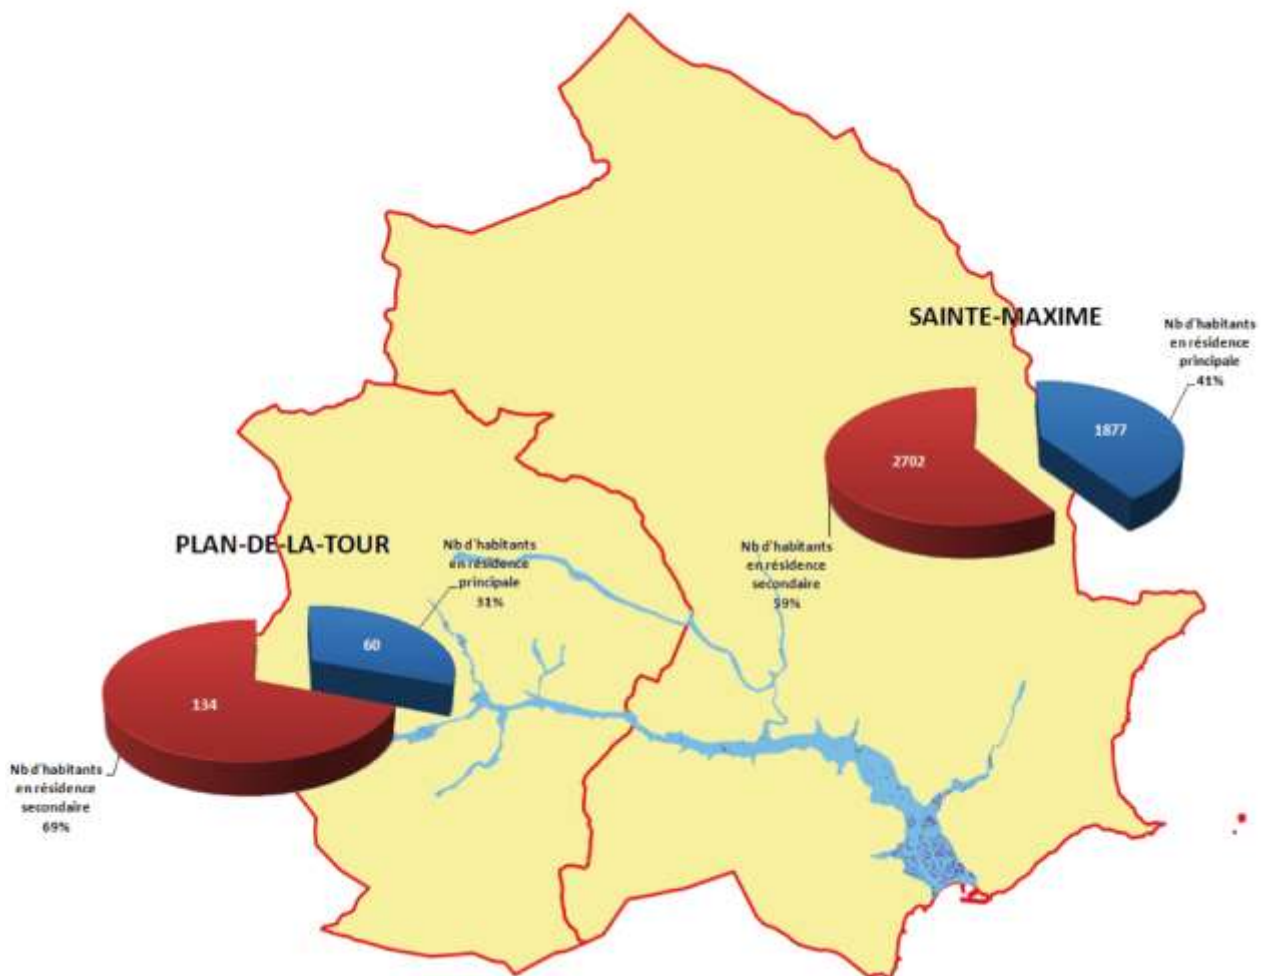 SAINTE-MAXIME
Nb d'habitants
en résidence
principale
41%
1877
2702
Nb d'habitants
en résidence
secondaire
59%
PLAN-DE-LA-TOUR
Nb d'habitants
en résidence
principale
31%
60
134
Nb d'habitants
en résidence
secondaire
69%